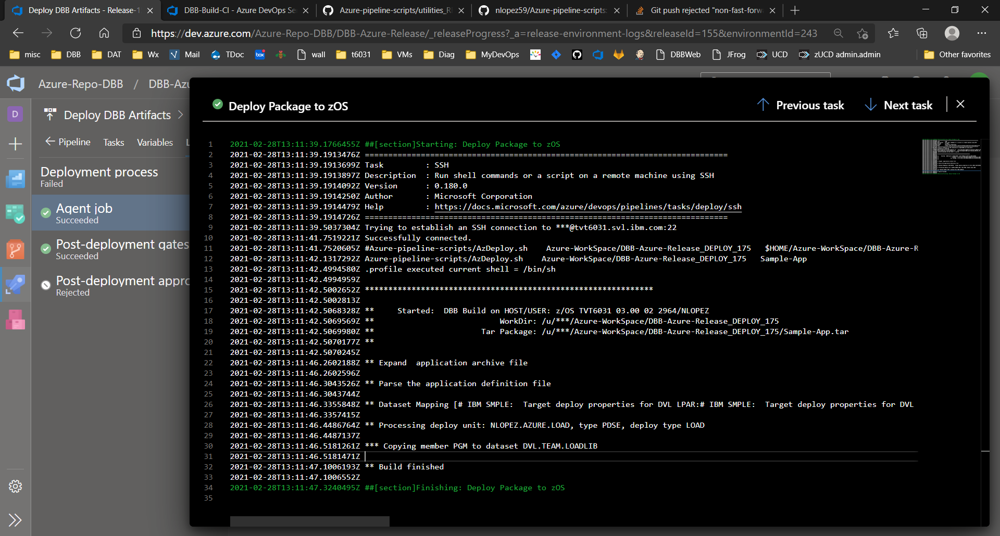 Deploy DBB Artifacts - Release-1
DBB-Build-CI - Azure DevOps Se
Azure-pipeline-scripts/utilities_R
nlopez59/Azure-pipeline-scripts:
Git push rejected "non-fast-forw
https://dev.azure.com/Azure-Repo-DBB/DBB-Azure-Release/_releaseProgress?_a=release-environment-logs&releaseId=155&environmentId=243
misc DBB DAT Wx Mail TDoc box wall t6031 VMs Diag MyDevOps DBBWeb JFrog UCD zUCD admin.admin Other favorites
Azure-Repo-DBB / DBB-Azu
D
Deploy DBB Artifacts
Pipeline Tasks Variables L
Deployment process
Failed
Agent job
Succeeded
Post-deployment gates
Succeeded
Post-deployment appro
Rejected
Deploy Package to zOS
Previous task Next task
1 2021-02-28T13:11:39.1766455Z ##[section]Starting: Deploy Package to zOS
2 2021-02-28T13:11:39.1913476Z ==============================================================================
3 2021-02-28T13:11:39.1913699Z Task         : SSH
4 2021-02-28T13:11:39.1913897Z Description  : Run shell commands or a script on a remote machine using SSH
5 2021-02-28T13:11:39.1914092Z Version      : 0.180.0
6 2021-02-28T13:11:39.1914250Z Author       : Microsoft Corporation
7 2021-02-28T13:11:39.1914479Z Help         : https://docs.microsoft.com/azure/devops/pipelines/tasks/deploy/ssh
8 2021-02-28T13:11:39.1914726Z ==============================================================================
9 2021-02-28T13:11:39.5037304Z Trying to establish an SSH connection to ***@tvt6031.svl.ibm.com:22
10 2021-02-28T13:11:41.7519221Z Successfully connected.
11 2021-02-28T13:11:41.7520605Z #Azure-pipeline-scripts/AzDeploy.sh    Azure-WorkSpace/DBB-Azure-Release_DEPLOY_175   $HOME/Azure-WorkSpace/DBB-Azure-R
12 2021-02-28T13:11:42.1317292Z Azure-pipeline-scripts/AzDeploy.sh    Azure-WorkSpace/DBB-Azure-Release_DEPLOY_175   Sample-App
13 2021-02-28T13:11:42.4994580Z .profile executed current shell = /bin/sh
14 2021-02-28T13:11:42.4994959Z
15 2021-02-28T13:11:42.5002652Z **************************************************************
16 2021-02-28T13:11:42.5002813Z
17 2021-02-28T13:11:42.5068328Z **     Started:  DBB Build on HOST/USER: z/OS TVT6031 03.00 02 2964/NLOPEZ
18 2021-02-28T13:11:42.5069569Z **                           WorkDir: /u/***/Azure-WorkSpace/DBB-Azure-Release_DEPLOY_175
19 2021-02-28T13:11:42.5069980Z **                       Tar Package: /u/***/Azure-WorkSpace/DBB-Azure-Release_DEPLOY_175/Sample-App.tar
20 2021-02-28T13:11:42.5070177Z **
21 2021-02-28T13:11:42.5070245Z
22 2021-02-28T13:11:46.2602188Z ** Expand  application archive file
23 2021-02-28T13:11:46.2602596Z
24 2021-02-28T13:11:46.3043526Z ** Parse the application definition file
25 2021-02-28T13:11:46.3043744Z
26 2021-02-28T13:11:46.3355848Z ** Dataset Mapping [# IBM SMPLE:  Target deploy properties for DVL LPAR:# IBM SMPLE:  Target deploy properties for DVL
27 2021-02-28T13:11:46.3357415Z
28 2021-02-28T13:11:46.4486764Z ** Processing deploy unit: NLOPEZ.AZURE.LOAD, type PDSE, deploy type LOAD
29 2021-02-28T13:11:46.4487137Z
30 2021-02-28T13:11:46.5181261Z *** Copying member PGM to dataset DVL.TEAM.LOADLIB
31 2021-02-28T13:11:46.5181471Z
32 2021-02-28T13:11:47.1006193Z ** Build finished
33 2021-02-28T13:11:47.1006552Z
34 2021-02-28T13:11:47.3240495Z ##[section]Finishing: Deploy Package to zOS
35